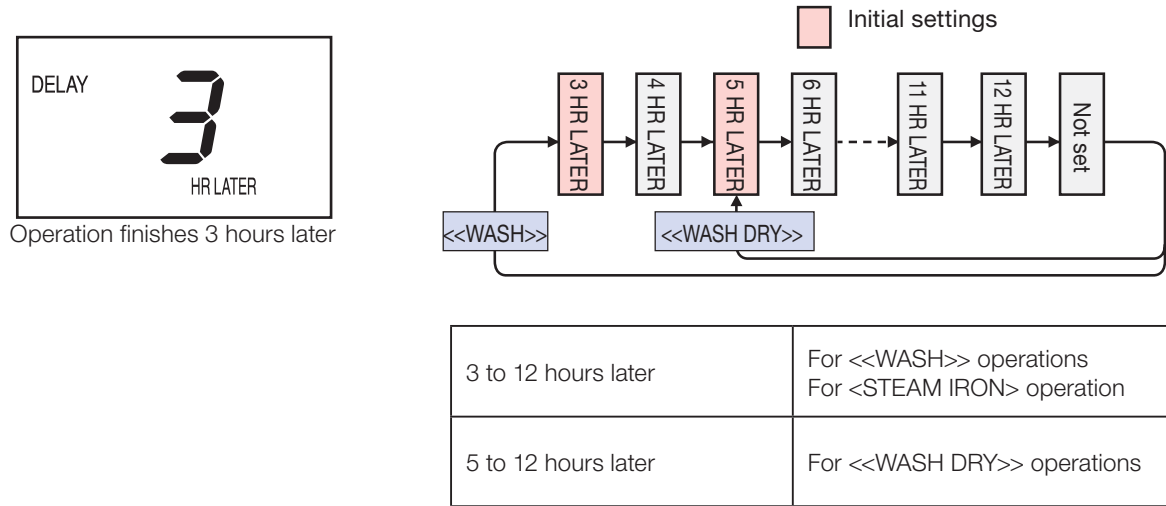 Initial settings
DELAY
3
HR LATER
Operation finishes 3 hours later
3 HR LATER
4 HR LATER
5 HR LATER
6 HR LATER
11 HR LATER
12 HR LATER
Not set
<<WASH>>
<<WASH DRY>>
3 to 12 hours later
For <<WASH>> operations
For <STEAM IRON> operation
5 to 12 hours later
For <<WASH DRY>> operations